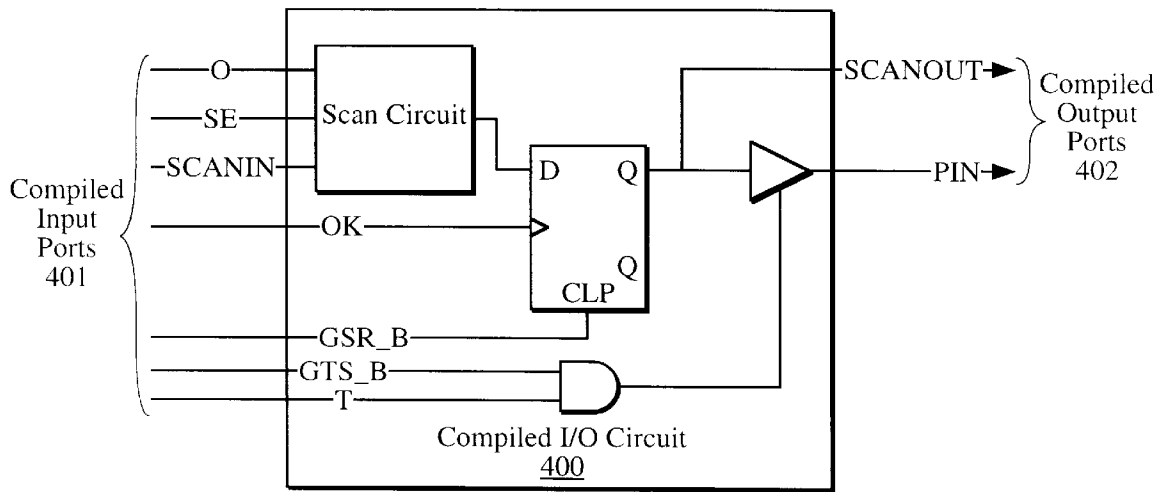 O
SE
SCANIN
Scan Circuit
SCANOUT
PIN
Compiled
Output
Ports
402
Compiled
Input
Ports
401
D
Q
Q
CLP
OK
GSR_B
GTS_B
T
Compiled I/O Circuit
400